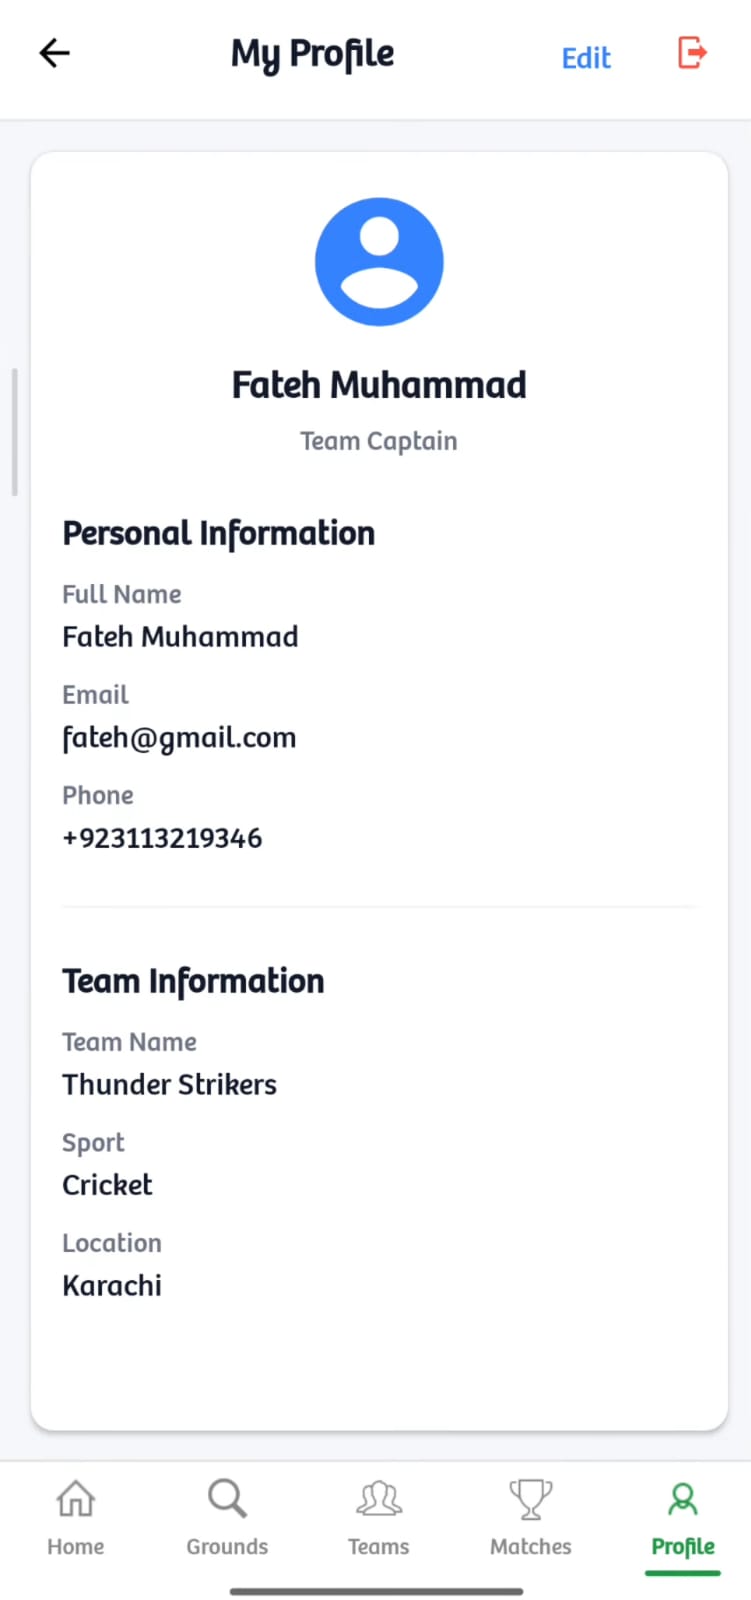 My Profile
Edit
Fateh Muhammad
Team Captain
Personal Information
Full Name
Fateh Muhammad
Email
fateh@gmail.com
Phone
+923113219346
Team Information
Team Name
Thunder Strikers
Sport
Cricket
Location
Karachi
Home
Grounds
Teams
Matches
Profile